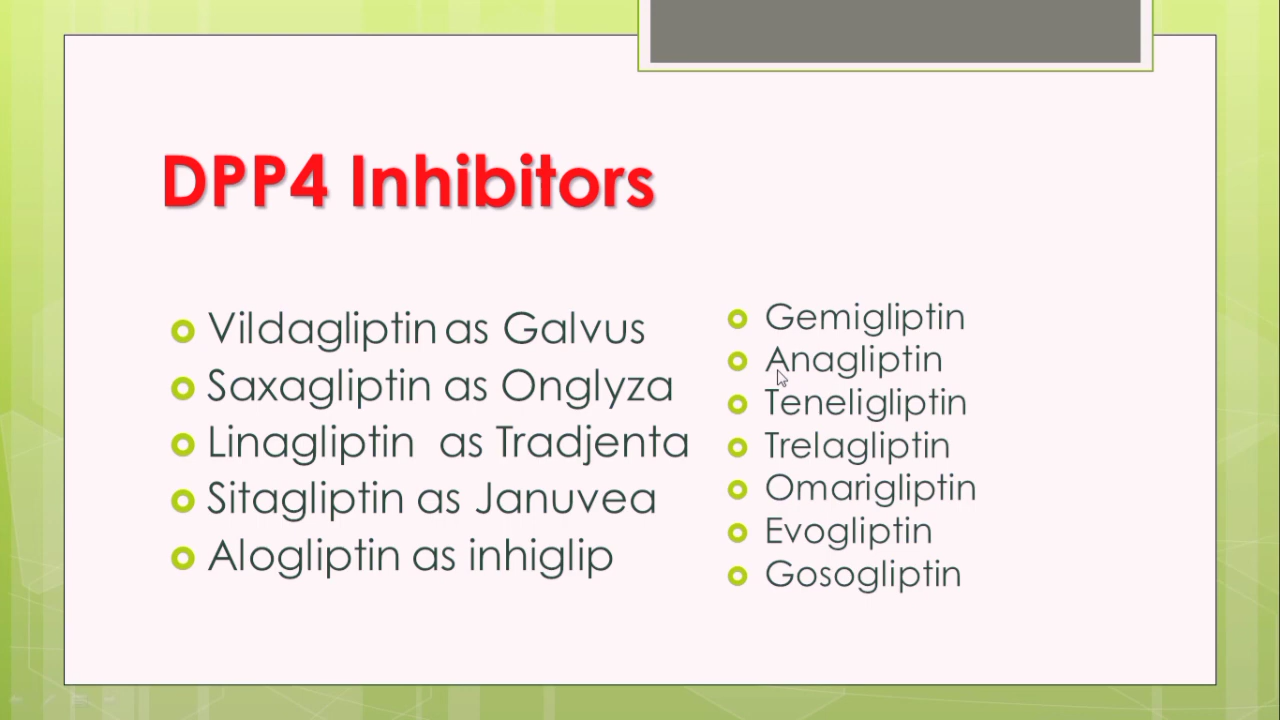 DPP4 Inhibitors
Vildagliptin as Galvus
Saxagliptin as Onglyza
Linagliptin as Tradjenta
Sitagliptin as Januvea
Alogliptin as inhiglip
Gemigliptin
Anagliptin
Teneligliptin
Trelagliptin
Omarigliptin
Evogliptin
Gosogliptin